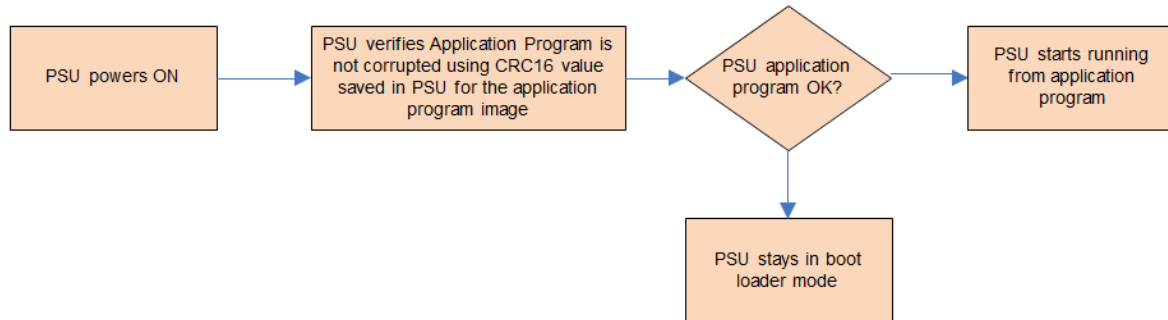 PSU powers ON
PSU verifies Application Program is
not corrupted using CRC16 value
saved in PSU for the application
program image
PSU application
program OK?
PSU starts running
from application
program
PSU stays in boot
loader mode